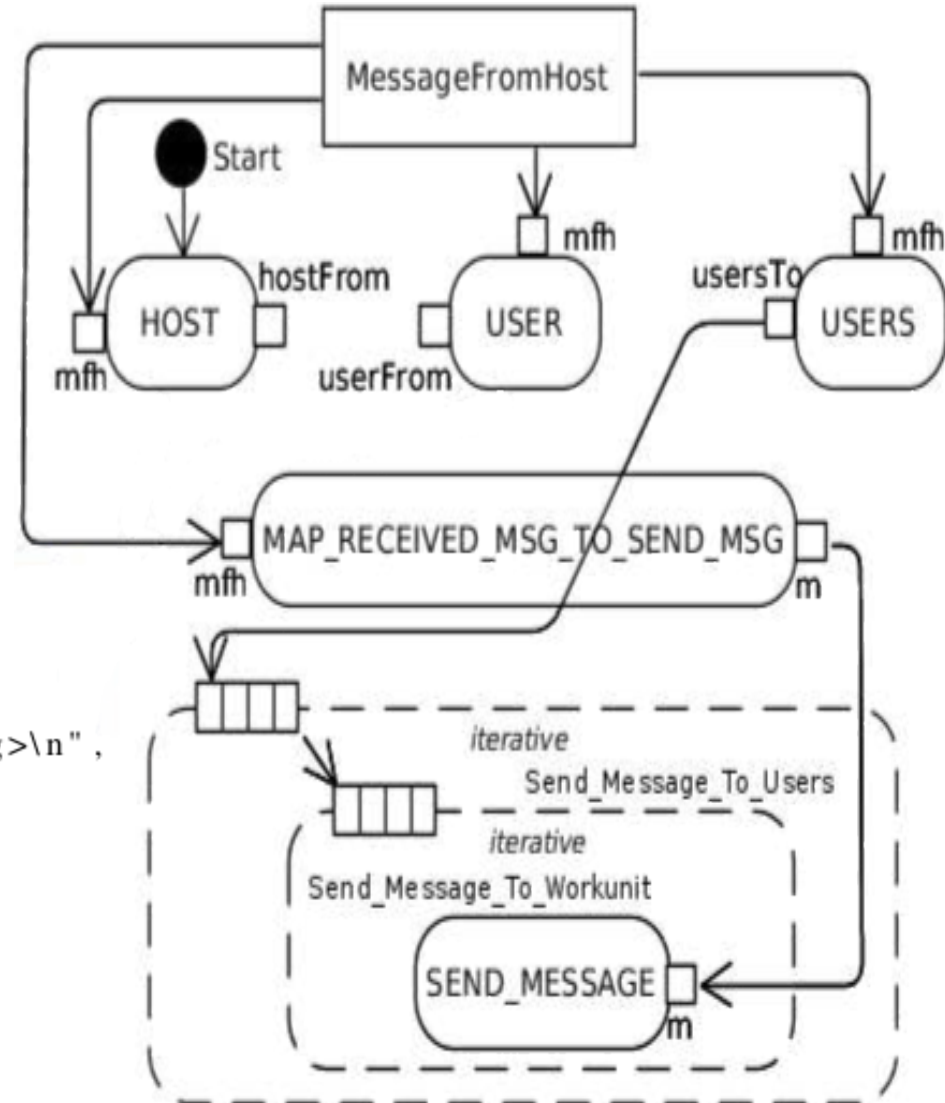 MessageFromHost
Start
mfh
mfh
hostFrom
usersTo
HOST
USER
USERS
mfh
userFrom
MAP_RECEIVED_MSG_TO_SEND_MSG
mfh
m
>\n",
iterative
Send_Message_To_Users
iterative
Send_Message_To_Workunit
SEND_MESSAGE
m